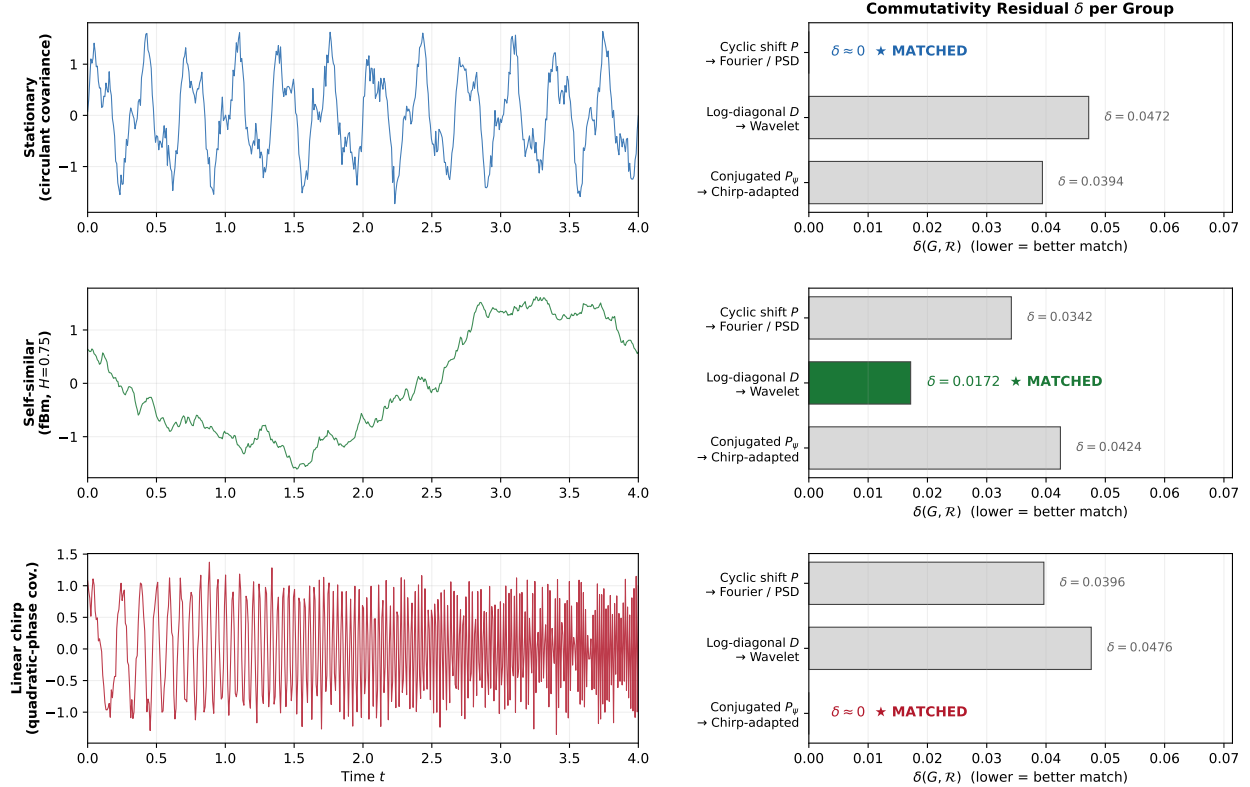 Commutativity Residual δ per Group
Stationary
(circulant covariance)
1
0
−1
0.0 0.5 1.0 1.5 2.0 2.5 3.0 3.5 4.0
Cyclic shift P
→ Fourier / PSD
δ ≈ 0 ★ MATCHED
Log-diagonal D
→ Wavelet
δ = 0.0472
Conjugated Pψ
→ Chirp-adapted
δ = 0.0394
0.00 0.01 0.02 0.03 0.04 0.05 0.06 0.07
δ(G, R) (lower = better match)
Self-similar
(fBm, H=0.75)
1
0
−1
0.0 0.5 1.0 1.5 2.0 2.5 3.0 3.5 4.0
Cyclic shift P
→ Fourier / PSD
δ = 0.0342
Log-diagonal D
→ Wavelet
δ = 0.0172 ★ MATCHED
Conjugated Pψ
→ Chirp-adapted
δ = 0.0424
0.00 0.01 0.02 0.03 0.04 0.05 0.06 0.07
δ(G, R) (lower = better match)
Linear chirp
(quadratic-phase cov.)
1.5
1.0
0.5
0.0
−0.5
−1.0
0.0 0.5 1.0 1.5 2.0 2.5 3.0 3.5 4.0
Time t
Cyclic shift P
→ Fourier / PSD
δ = 0.0396
Log-diagonal D
→ Wavelet
δ = 0.0476
Conjugated Pψ
→ Chirp-adapted
δ ≈ 0 ★ MATCHED
0.00 0.01 0.02 0.03 0.04 0.05 0.06 0.07
δ(G, R) (lower = better match)